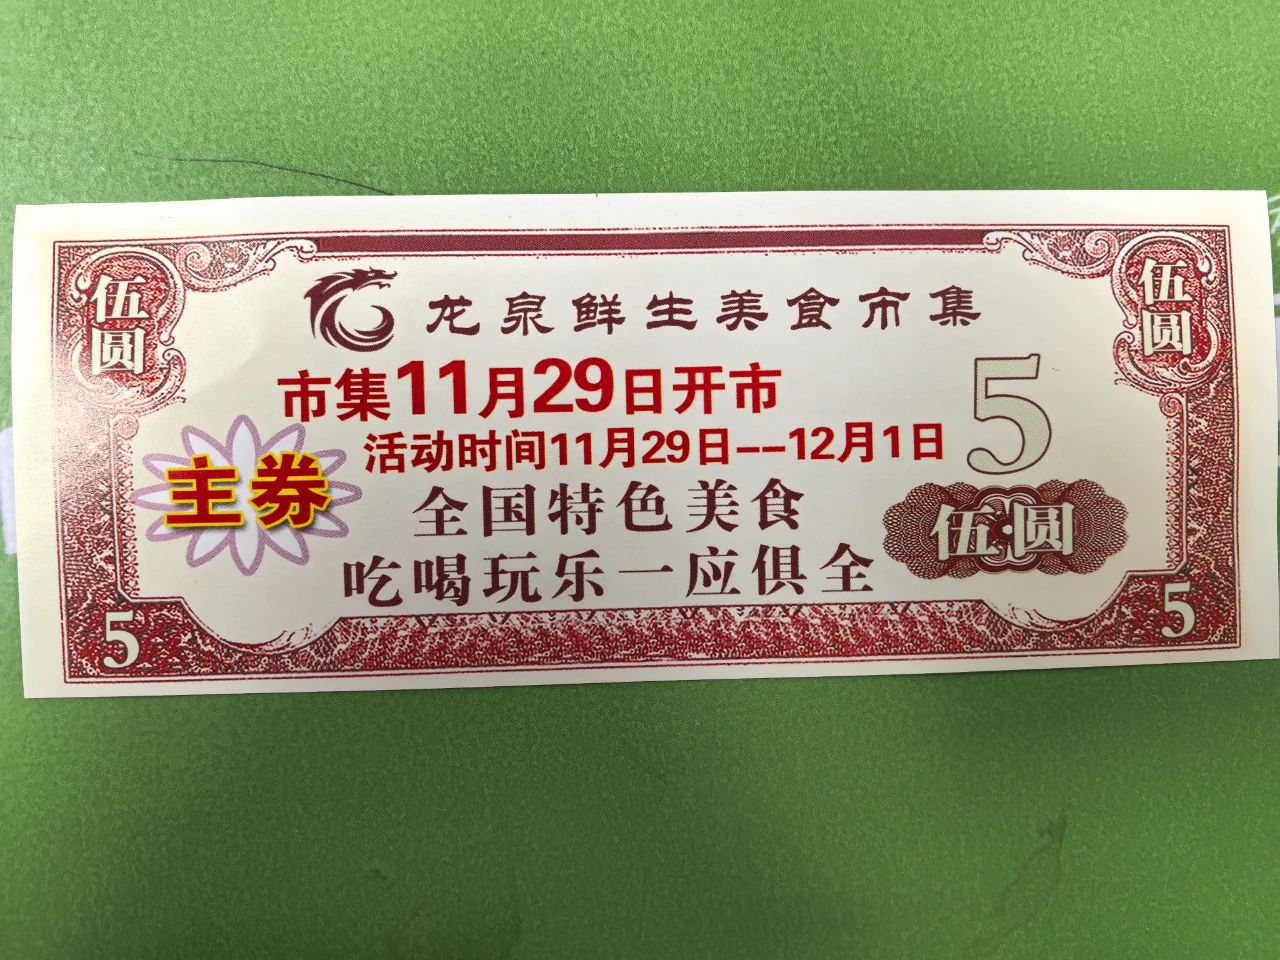 伍圆
伍圆
龙泉鲜生美食市集
市集11月29日开市
活动时间11月29日--12月1日
5
主券
全国特色美食
伍·圆
吃喝玩乐一应俱全
5
5